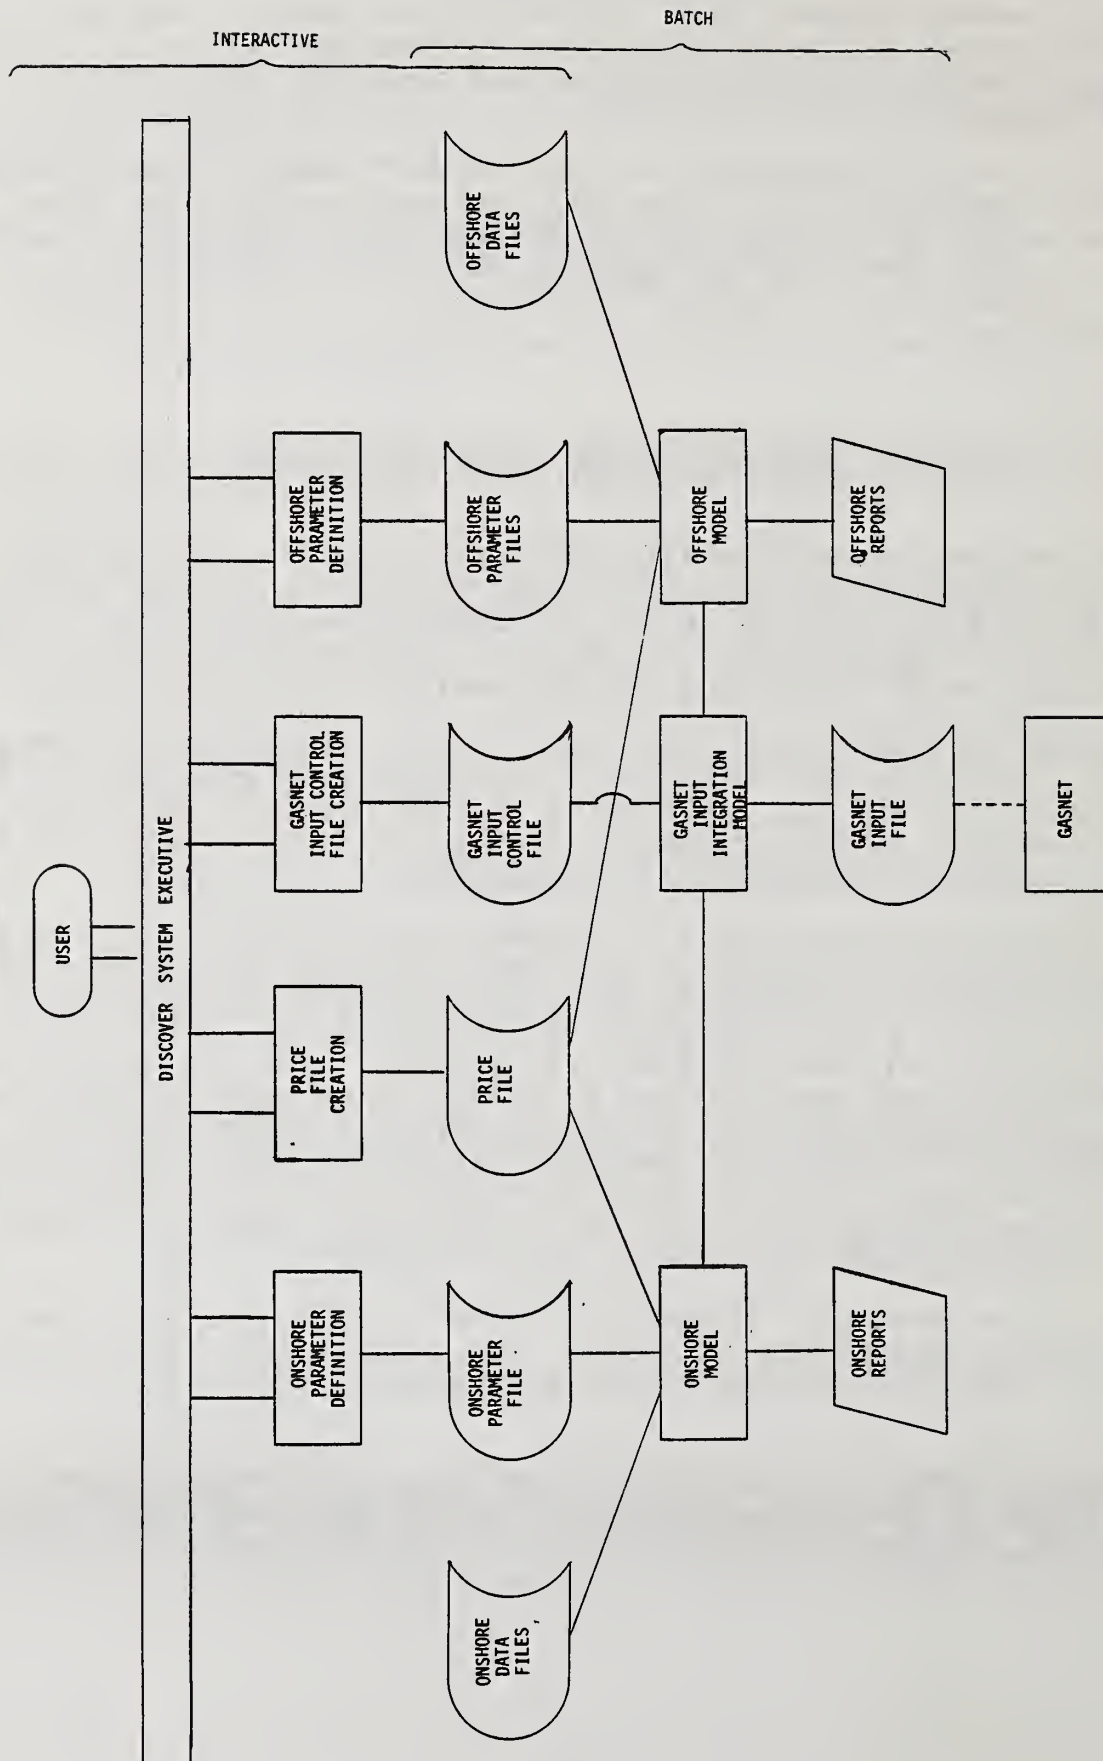 INTERACTIVE
BATCH
USER
DISCOVER SYSTEM EXECUTIVE
ONSHORE
PARAMETER
DEFINITION
PRICE
FILE
CREATION
GASNET
INPUT CONTROL
FILE CREATION
OFFSHORE
PARAMETER
DEFINITION
ONSHORE
DATA
FILES
ONSHORE
PARAMETER
FILE
PRICE
FILE
GASNET
INPUT
CONTROL
FILE
OFFSHORE
PARAMETER
FILES
OFFSHORE
DATA
FILES
ONSHORE
MODEL
GASNET
INPUT
INTEGRATION
MODEL
OFFSHORE
MODEL
ONSHORE
REPORTS
GASNET
INPUT
FILE
OFFSHORE
REPORTS
GASNET